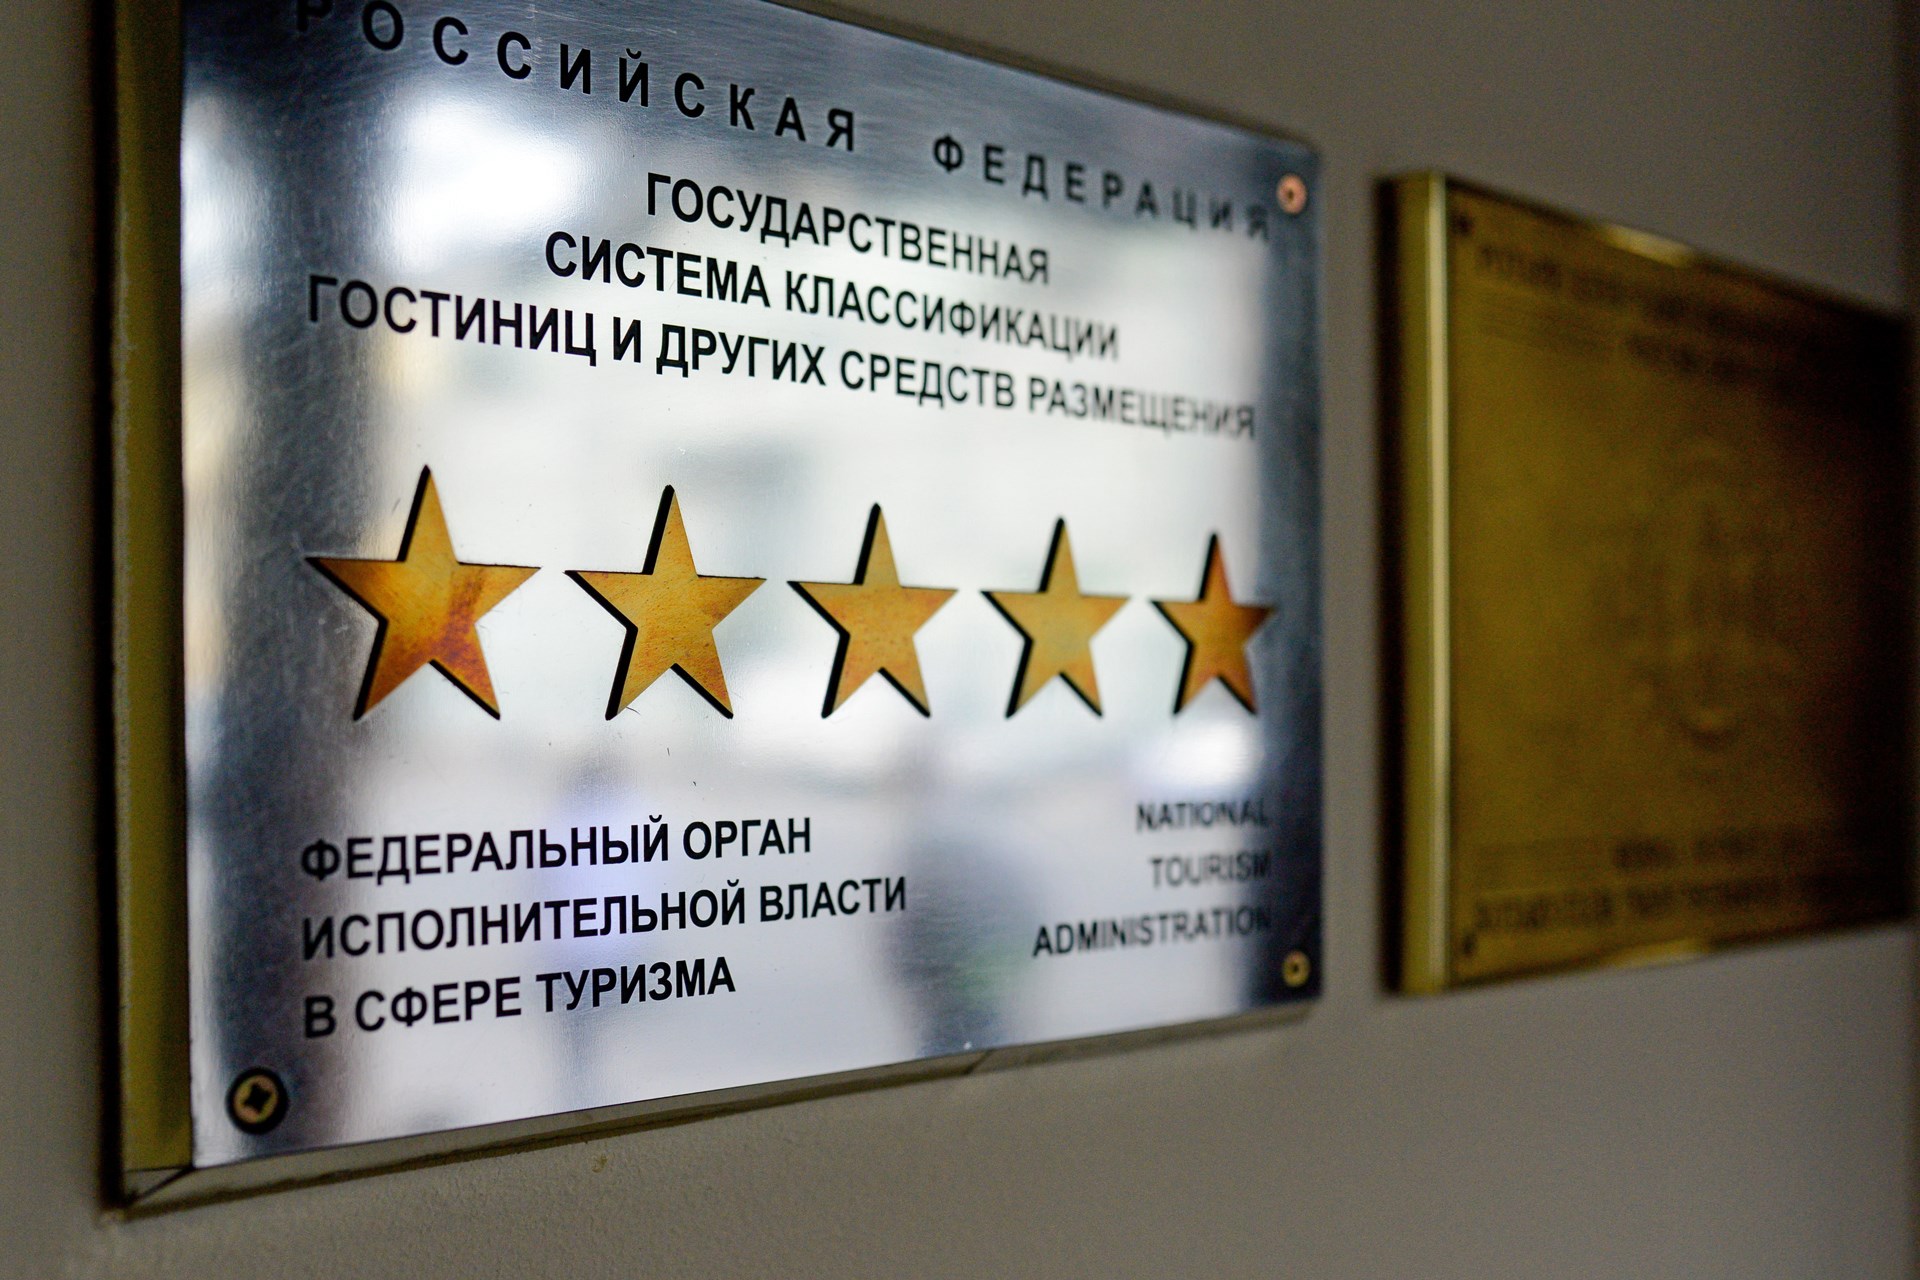 РОССИЙСКАЯ ФЕДЕРАЦИЯ
ГОСУДАРСТВЕННАЯ
СИСТЕМА КЛАССИФИКАЦИИ
ГОСТИНИЦ И ДРУГИХ СРЕДСТВ РАЗМЕЩЕНИЯ
ФЕДЕРАЛЬНЫЙ ОРГАН
ИСПОЛНИТЕЛЬНОЙ ВЛАСТИ
В СФЕРЕ ТУРИЗМА
NATIONAL
TOURISM
ADMINISTRATION